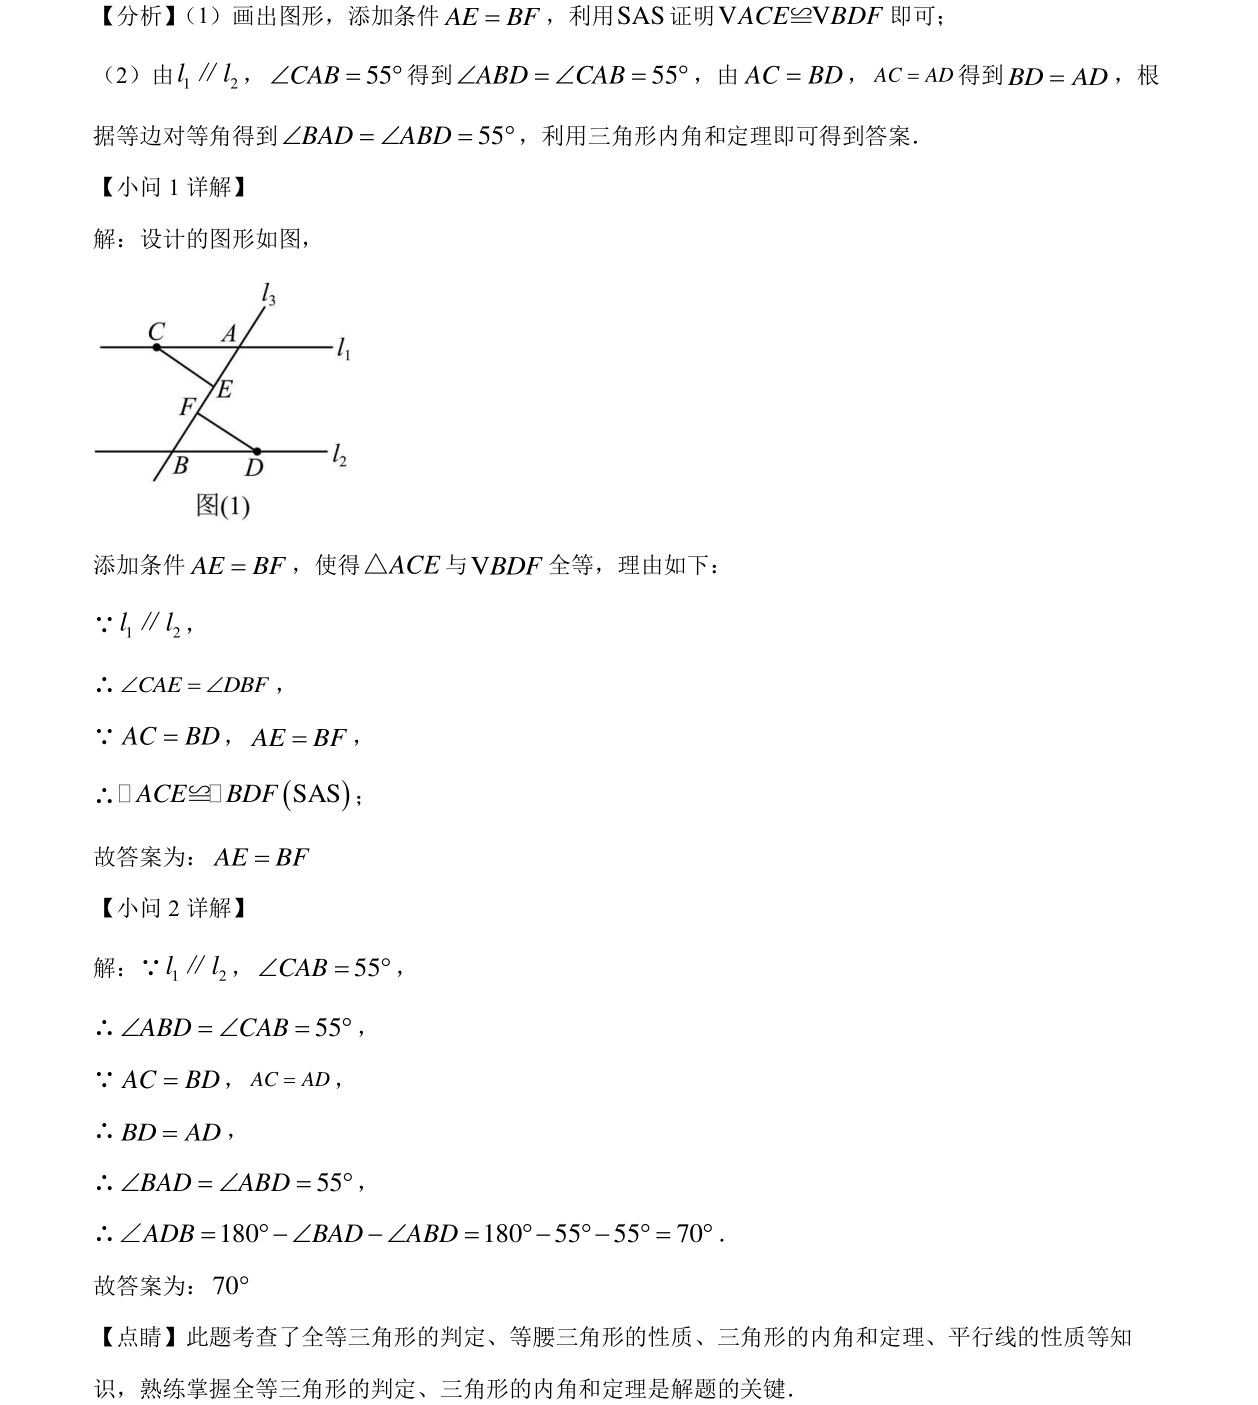 【分析】（1）画出图形，添加条件 AE = BF，利用SAS证明VACE≌VBDF 即可；
（2）由l₁ ∥ l₂，∠CAB = 55°得到∠ABD = ∠CAB = 55°，由 AC = BD，AC = AD得到BD = AD，根
据等边对等角得到∠BAD = ∠ABD = 55°，利用三角形内角和定理即可得到答案．
【小问 1 详解】
解：设计的图形如图，
l₃
C A
l₁
E
F
B D
l₂
图(1)
添加条件 AE = BF，使得△ACE与VBDF 全等，理由如下：
∵l₁ ∥ l₂，
∴∠CAE = ∠DBF，
∵ AC = BD，AE = BF，
∴□ACE≌□BDF(SAS)；
故答案为：AE = BF
【小问 2 详解】
解：∵l₁ ∥ l₂，∠CAB = 55°，
∴∠ABD = ∠CAB = 55°，
∵ AC = BD，AC = AD，
∴BD = AD，
∴∠BAD = ∠ABD = 55°，
∴∠ADB = 180° − ∠BAD − ∠ABD = 180° − 55° − 55° = 70°．
故答案为：70°
【点睛】此题考查了全等三角形的判定、等腰三角形的性质、三角形的内角和定理、平行线的性质等知
识，熟练掌握全等三角形的判定、三角形的内角和定理是解题的关键．